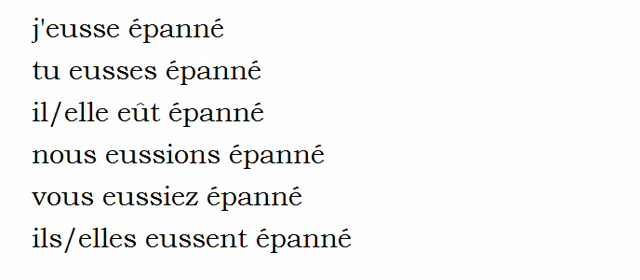 j'eusse épanné
tu eusses épanné
il/elle eût épanné
nous eussions épanné
vous eussiez épanné
ils/elles eussent épanné